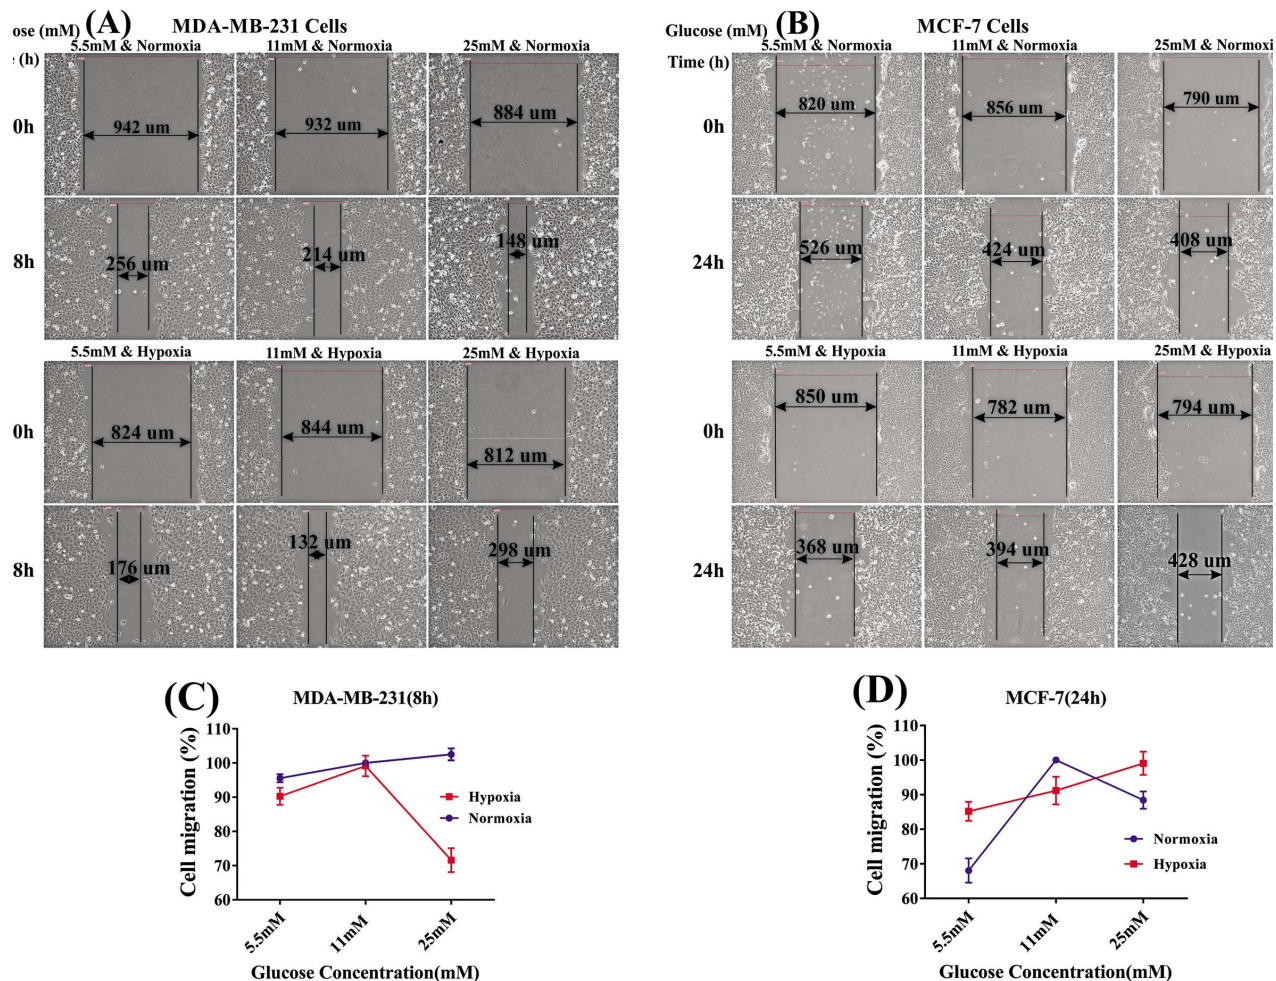 (A) MDA-MB-231 Cells
ose (mM)
5.5mM & Normoxia 11mM & Normoxia 25mM & Normoxia
(h)
0h
942 um 932 um 884 um
8h
256 um 214 um 148 um
5.5mM & Hypoxia 11mM & Hypoxia 25mM & Hypoxia
0h
824 um 844 um 812 um
8h
176 um 132 um 298 um
(B) MCF-7 Cells
Glucose (mM)
5.5mM & Normoxia 11mM & Normoxia 25mM & Normoxia
Time (h)
0h
820 um 856 um 790 um
24h
526 um 424 um 408 um
5.5mM & Hypoxia 11mM & Hypoxia 25mM & Hypoxia
0h
850 um 782 um 794 um
24h
368 um 394 um 428 um
(C) MDA-MB-231(8h)
Cell migration (%)
110
100
90
80
70
60
Hypoxia
Normoxia
5.5mM 11mM 25mM
Glucose Concentration(mM)
(D) MCF-7(24h)
Cell migration (%)
110
100
90
80
70
60
Normoxia
Hypoxia
5.5mM 11mM 25mM
Glucose Concentration(mM)